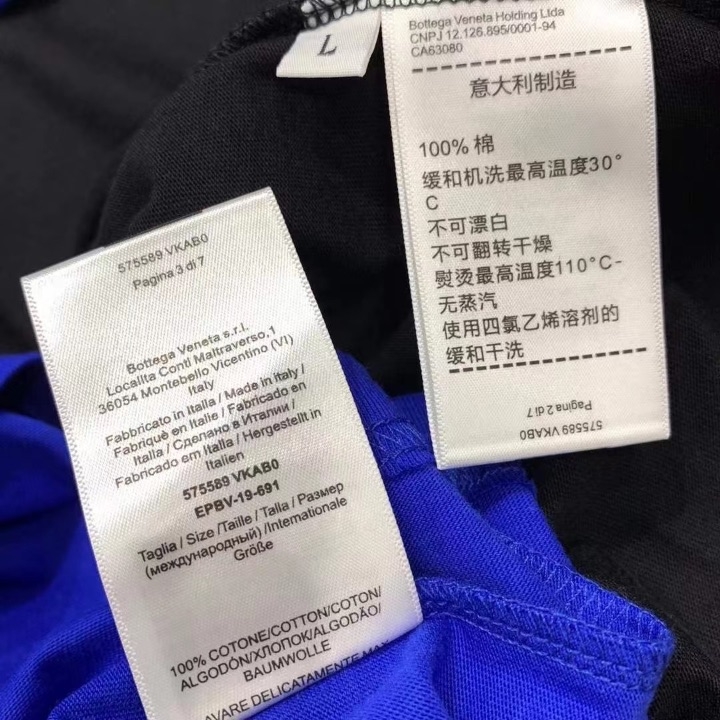 L
Bottega Veneta Holding Ltda
CNPJ 12.126.895/0001-94
CA63080
意大利制造
100% 棉
缓和机洗最高温度30°
C
不可漂白
不可翻转干燥
熨烫最高温度110°C-
无蒸汽
使用四氯乙烯溶剂的
缓和干洗
Pagina 2 di 7
575589 VKAB0
575589 VKAB0
Pagina 3 di 7
Bottega Veneta s.r.l.
Localita Conti Maltraverso,1
36054 Montebello Vicentino (VI)
Italy
Fabbricato in Italia / Made in Italy /
Fabriqué en Italie / Fabricado en
Italia / Сделано в Италии /
Fabricado em Italia / Hergestellt in
Italien
575589 VKAB0
EPBV-19-691
Taglia / Size /Taille / Talla / Размер
(международный) /Internationale
Größe
100% COTONE/COTTON/COTON/
ALGODÓN/ХЛОПОК/ALGODÃO/
BAUMWOLLE
LAVARE DELICATAMENTE MAX